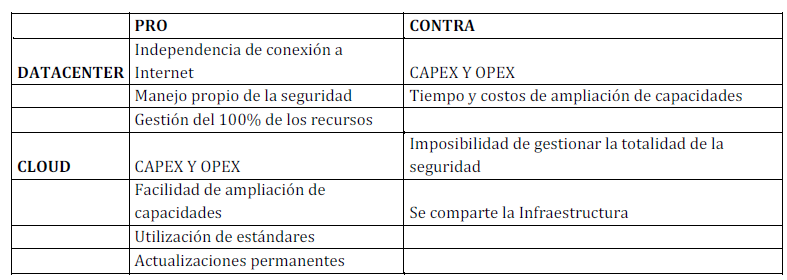 PRO CONTRA
Independencia de conexión a
DATACENTER Internet CAPEX Y OPEX
Manejo propio de la seguridad Tiempo y costos de ampliación de capacidades
Gestión del 100% de los recursos
Imposibilidad de gestionar la totalidad de la
CLOUD CAPEX Y OPEX seguridad
Facilidad de ampliación de
capacidades Se comparte la Infraestructura
Utilización de estándares
Actualizaciones permanentes